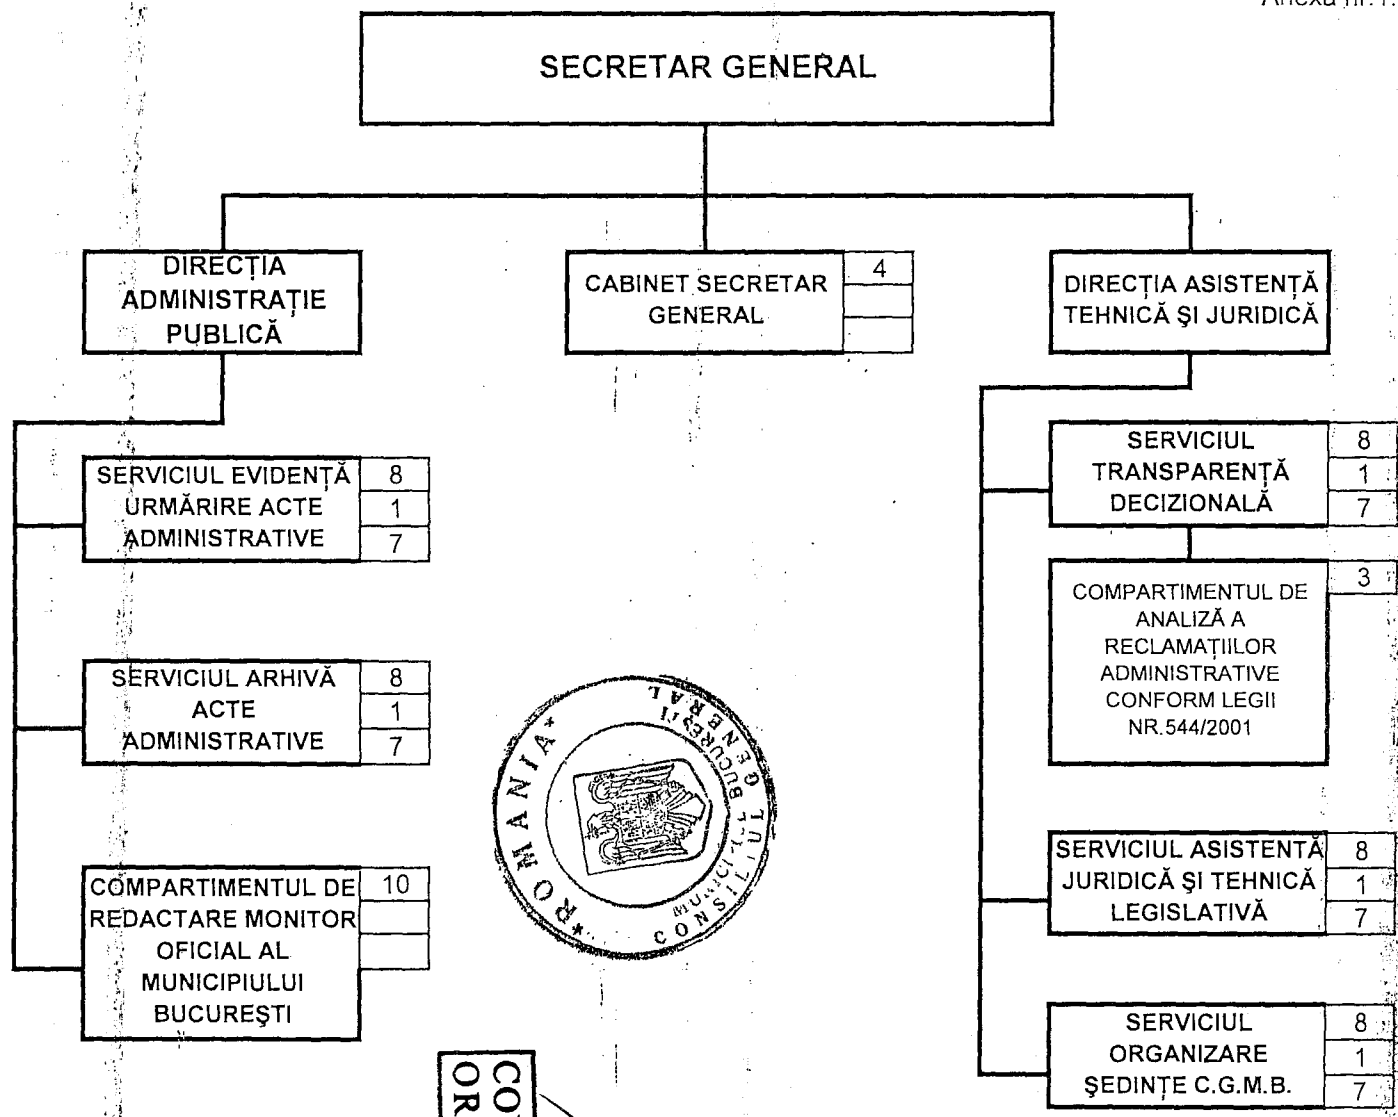 SECRETAR GENERAL
DIRECȚIA
ADMINISTRAȚIE
PUBLICĂ
CABINET SECRETAR
GENERAL
4
DIRECȚIA ASISTENȚĂ
TEHNICĂ ŞI JURIDICĂ
SERVICIUL EVIDENȚĂ
URMĂRIRE ACTE
ADMINISTRATIVE
8
1
7
SERVICIUL ARHIVĂ
ACTE
ADMINISTRATIVE
8
1
7
COMPARTIMENTUL DE
REDACTARE MONITOR
OFICIAL AL
MUNICIPIULUI
BUCUREŞTI
10
SERVICIUL
TRANSPARENȚĂ
DECIZIONALĂ
8
1
7
COMPARTIMENTUL DE
ANALIZĂ A
RECLAMAȚIILOR
ADMINISTRATIVE
CONFORM LEGII
NR.544/2001
3
SERVICIUL ASISTENȚĂ
JURIDICĂ ŞI TEHNICĂ
LEGISLATIVĂ
8
1
7
SERVICIUL
ORGANIZARE
ŞEDINȚE C.G.M.B.
8
1
7
*ROMANIA*
CONSILIUL GENERAL
BUCUREŞTI